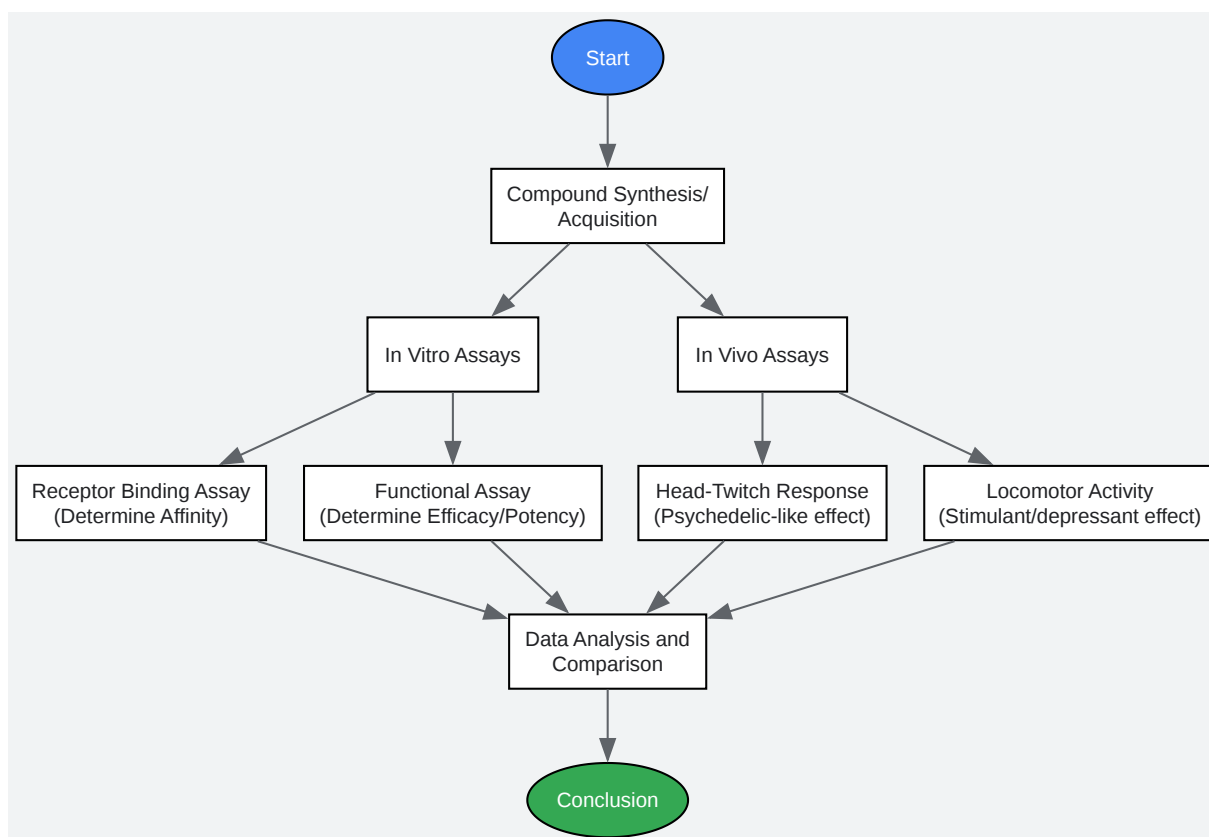 Start
Compound Synthesis/
Acquisition
In Vitro Assays
In Vivo Assays
Receptor Binding Assay
(Determine Affinity)
Functional Assay
(Determine Efficacy/Potency)
Head-Twitch Response
(Psychedelic-like effect)
Locomotor Activity
(Stimulant/depressant effect)
Data Analysis and
Comparison
Conclusion